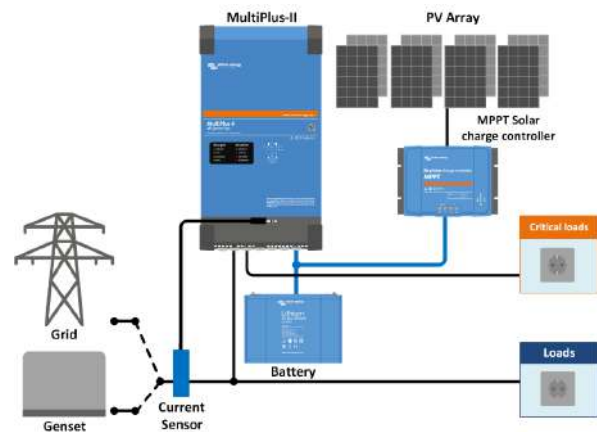 MultiPlus-II
PV Array
MPPT Solar
charge controller
MultiPlus-II
MPPT
Critical loads
Lithium
Grid
Loads
Battery
Current
Sensor
Genset